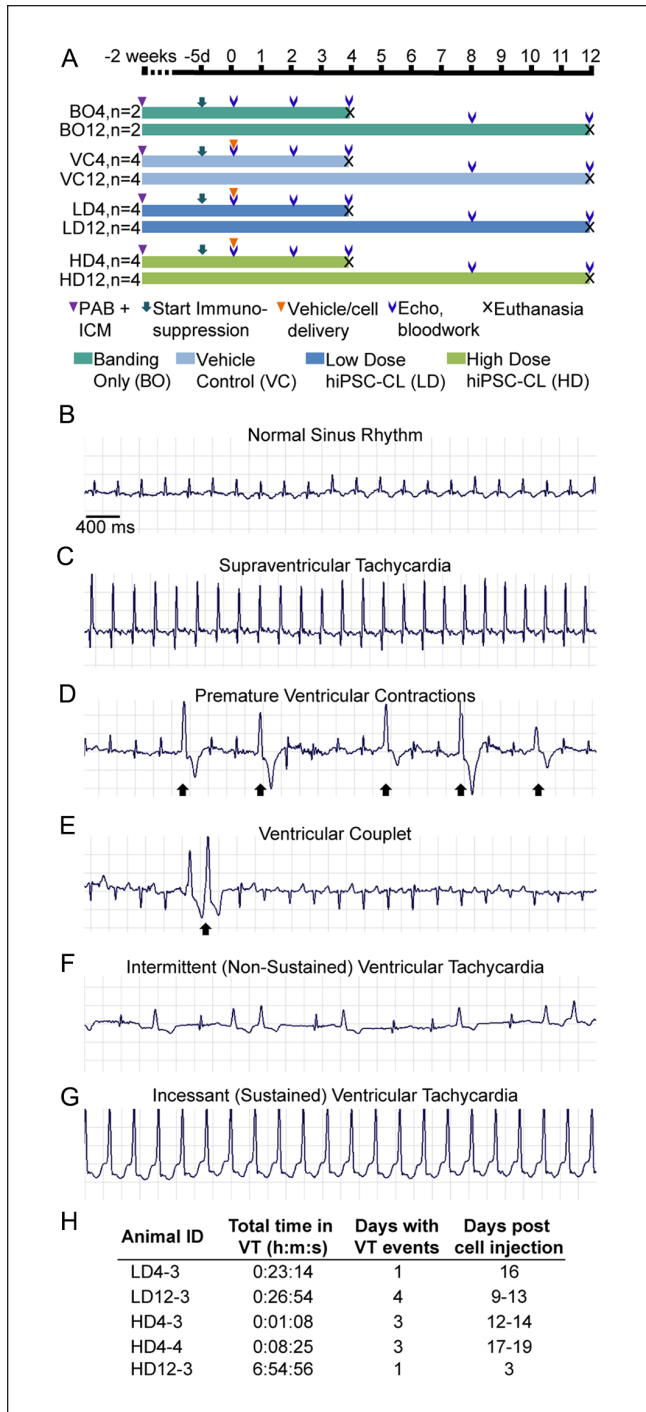 A
-2 weeks -5d 0 1 2 3 4 8 12
BO4,n=2
BO12,n=2
VC4,n=4
VC12,n=4
LD4,n=4
LD12,n=4
HD4,n=4
HD12,n=4
PAB + ICM
Start Immuno-suppression
Vehicle/cell delivery
Echo, bloodwork
X Euthanasia
Banding Only (BO)
Vehicle Control (VC)
Low Dose hiPSC-CL (LD)
High Dose hiPSC-CL (HD)
B
Normal Sinus Rhythm
400 ms
C
Supraventricular Tachycardia
D
Premature Ventricular Contractions
E
Ventricular Couplet
F
Intermittent (Non-Sustained) Ventricular Tachycardia
G
Incessant (Sustained) Ventricular Tachycardia
H
Animal ID Total time in VT (h:m:s) Days with VT events Days post cell injection
LD4-3 0:23:14 1 16
LD12-3 0:26:54 4 9-13
HD4-3 0:01:08 3 12-14
HD4-4 0:08:25 3 17-19
HD12-3 6:54:56 1 3